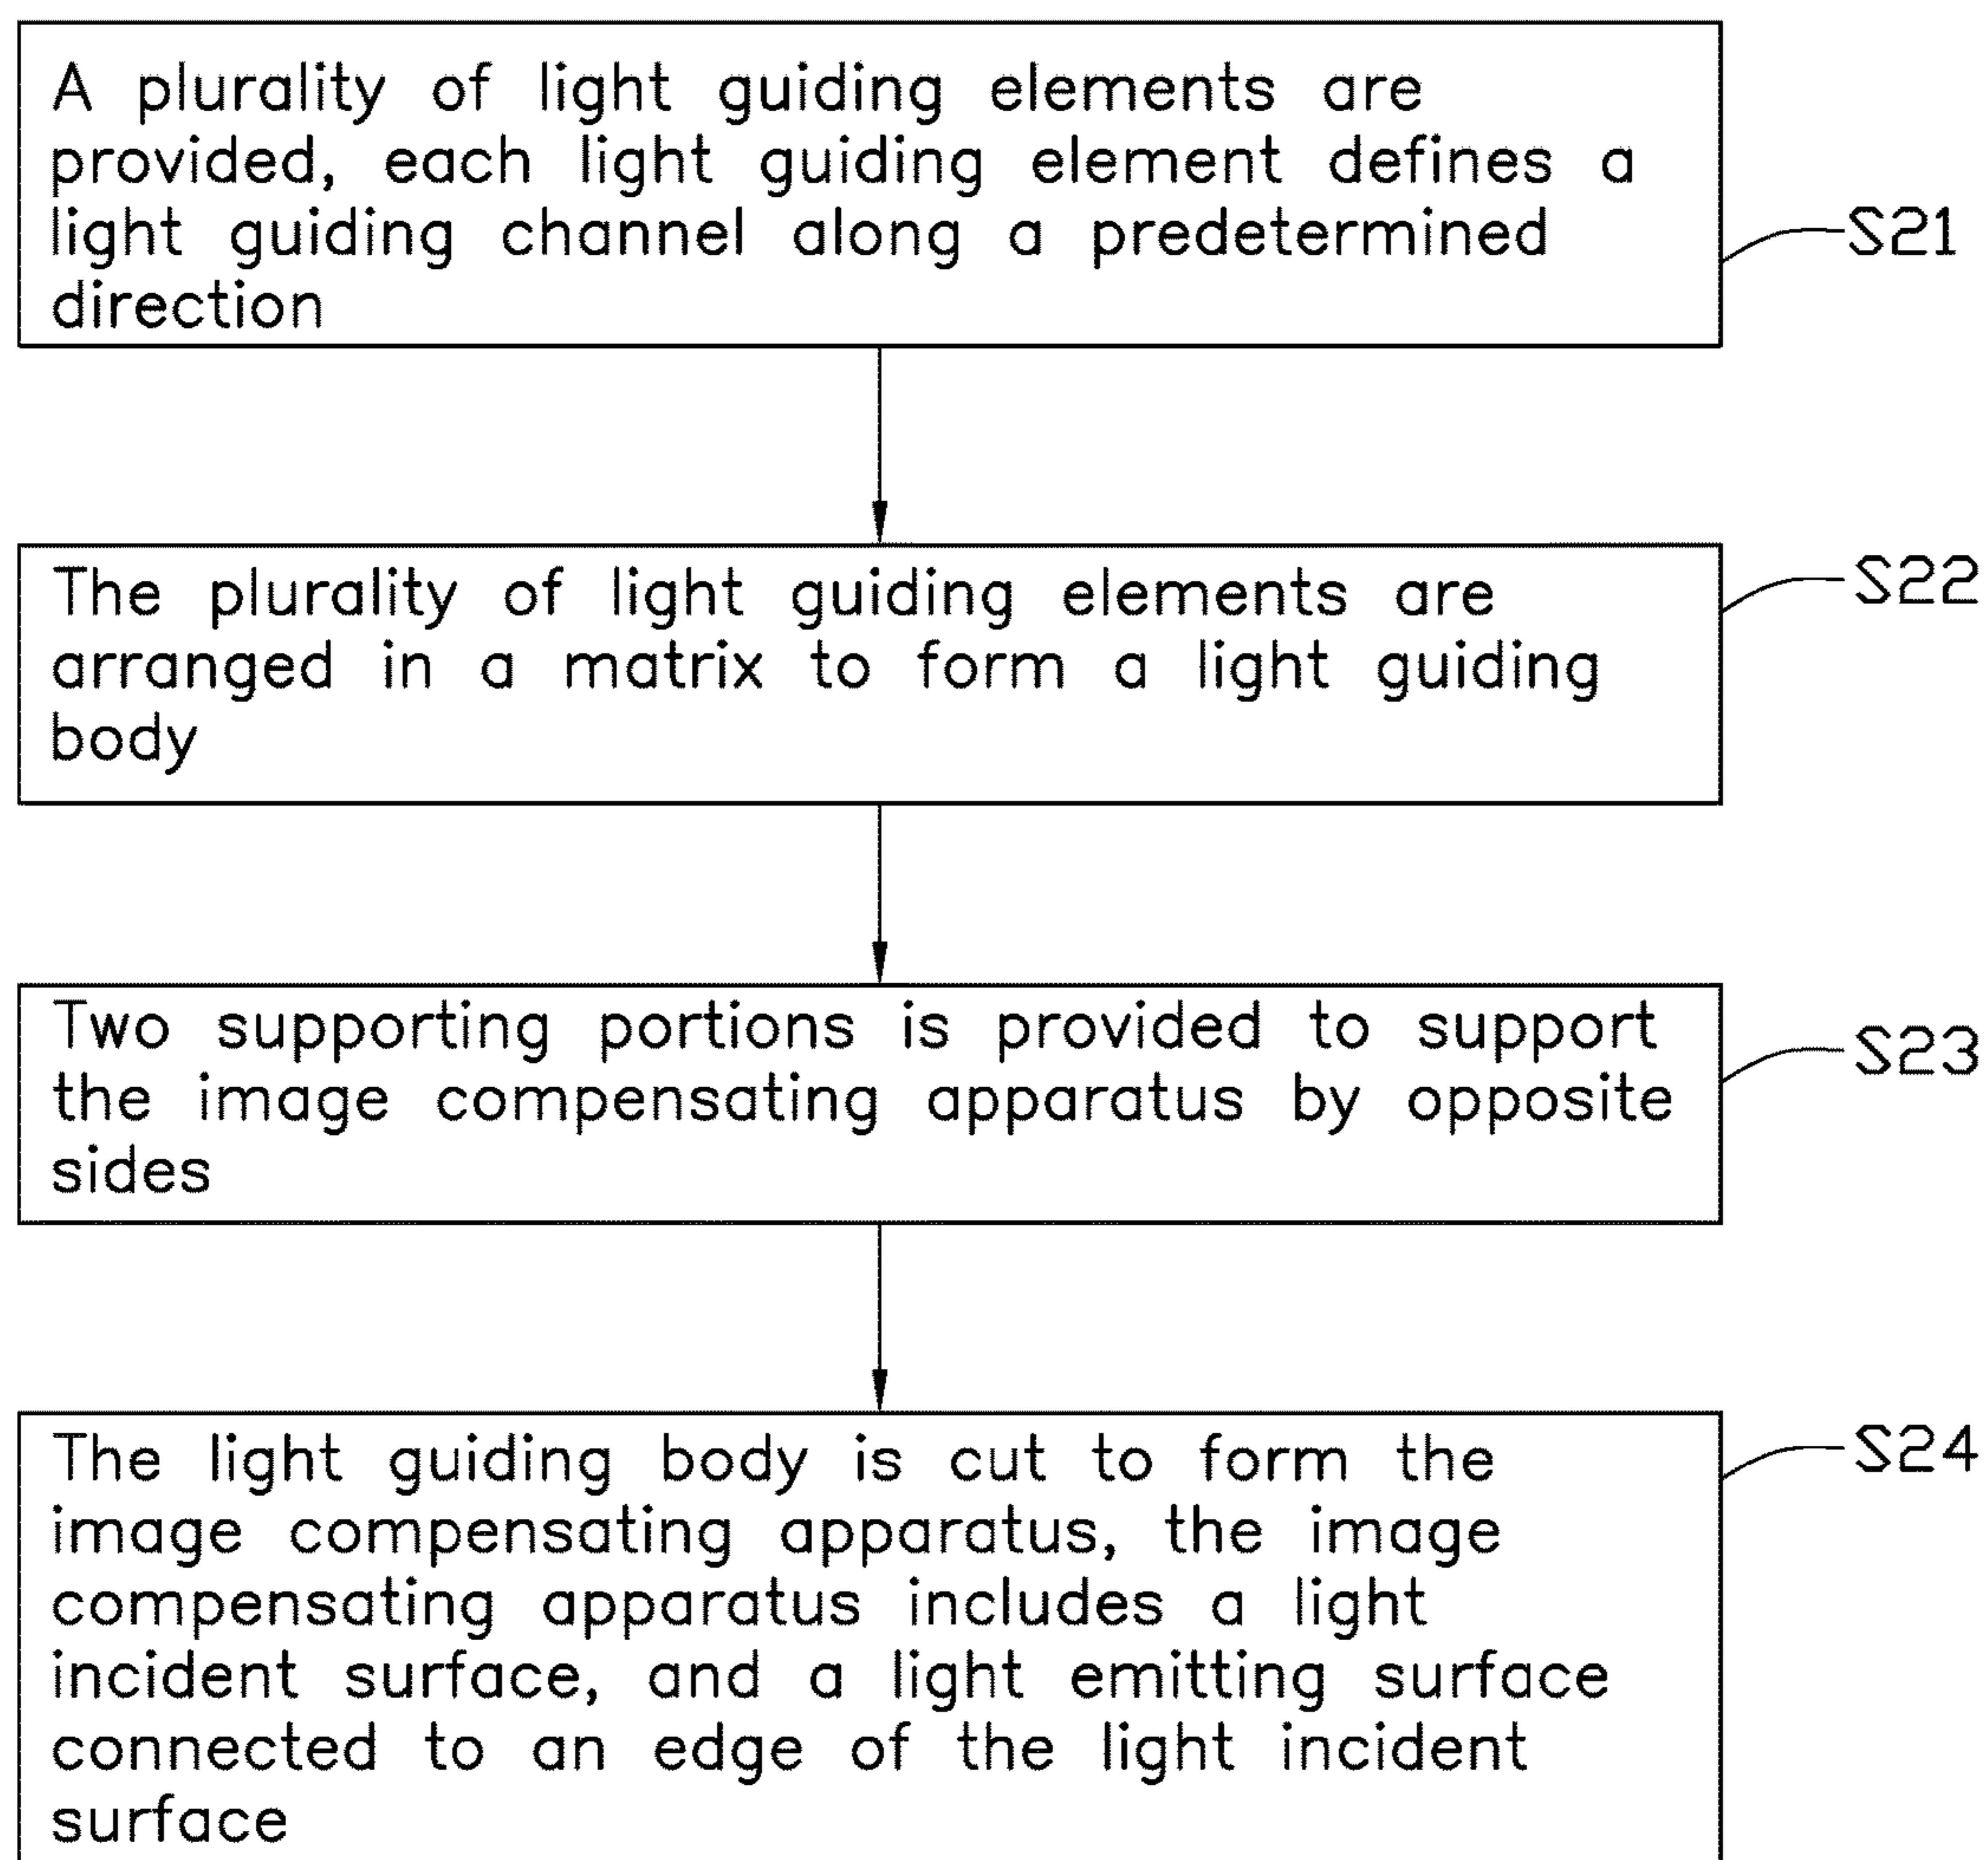 A plurality of light guiding elements are
provided, each light guiding element defines a
light guiding channel along a predetermined
direction
S21
The plurality of light guiding elements are
arranged in a matrix to form a light guiding
body
S22
Two supporting portions is provided to support
the image compensating apparatus by opposite
sides
S23
The light guiding body is cut to form the
image compensating apparatus, the image
compensating apparatus includes a light
incident surface, and a light emitting surface
connected to an edge of the light incident
surface
S24